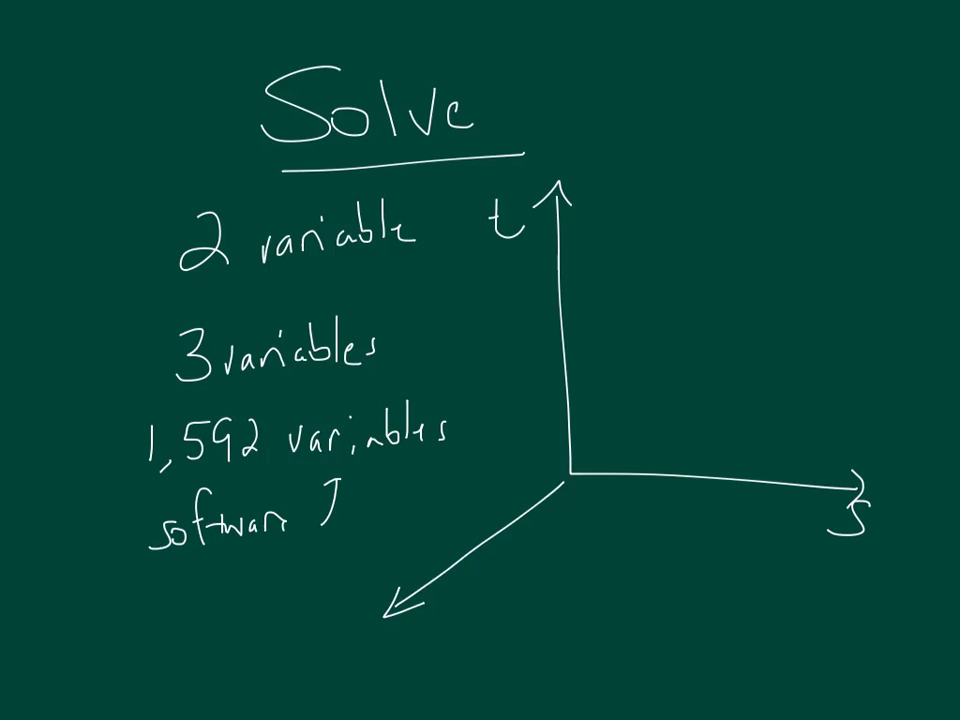 Solve
2 variable
t
3 variables
1,592 variables
software
s